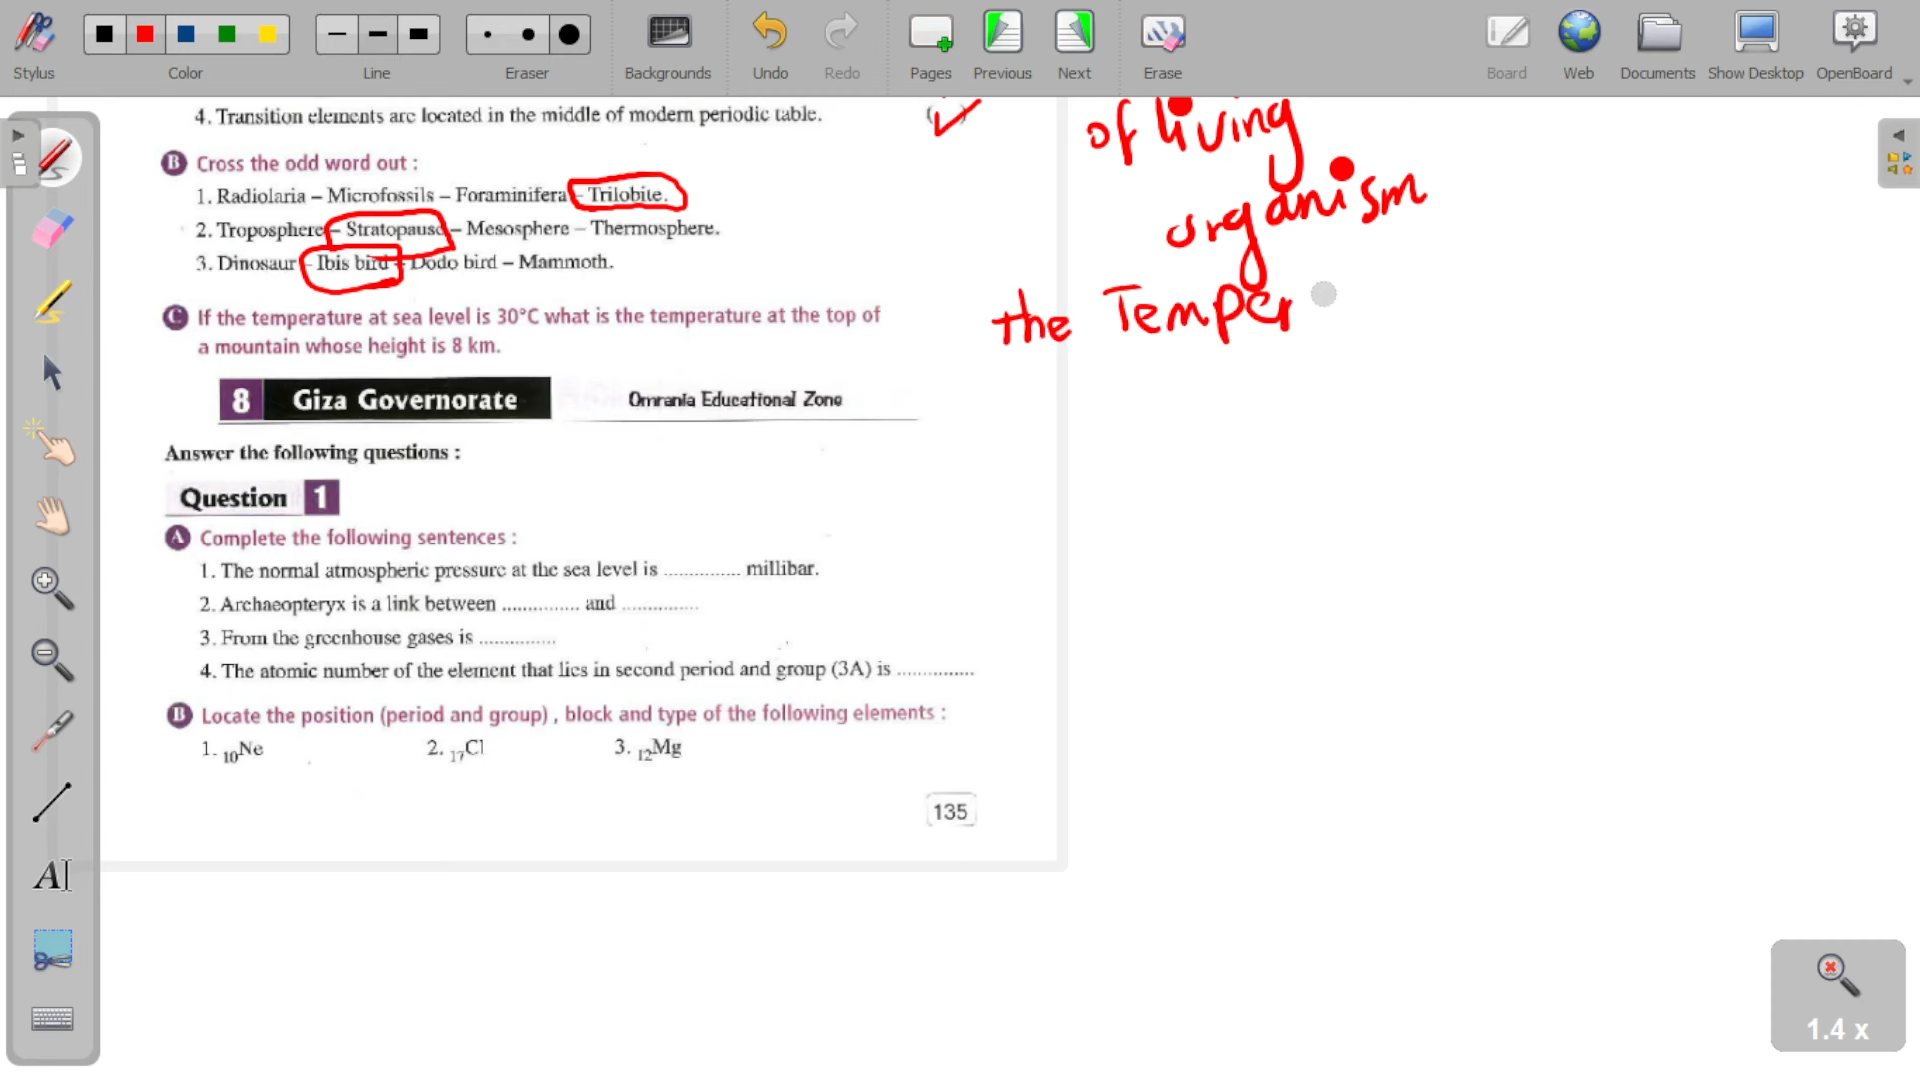 Stylus Color Line Eraser Backgrounds Undo Redo Pages Previous Next Erase Board Web Documents Show Desktop OpenBoard
4. Transition elements are located in the middle of modern periodic table. ( )
of living
B Cross the odd word out :
1. Radiolaria – Microfossils – Foraminifera – Trilobite.
organism
2. Troposphere – Stratopause – Mesosphere – Thermosphere.
3. Dinosaur – Ibis bird – Dodo bird – Mammoth.
the Temper
C If the temperature at sea level is 30°C what is the temperature at the top of
a mountain whose height is 8 km.
8 Giza Governorate Omrania Educational Zone
Answer the following questions :
Question 1
A Complete the following sentences :
1. The normal atmospheric pressure at the sea level is .............. millibar.
2. Archaeopteryx is a link between .............. and ..............
3. From the greenhouse gases is ..............
4. The atomic number of the element that lies in second period and group (3A) is ..............
B Locate the position (period and group) , block and type of the following elements :
1. ₁₀Ne 2. ₁₇Cl 3. ₁₂Mg
135
1.4 x